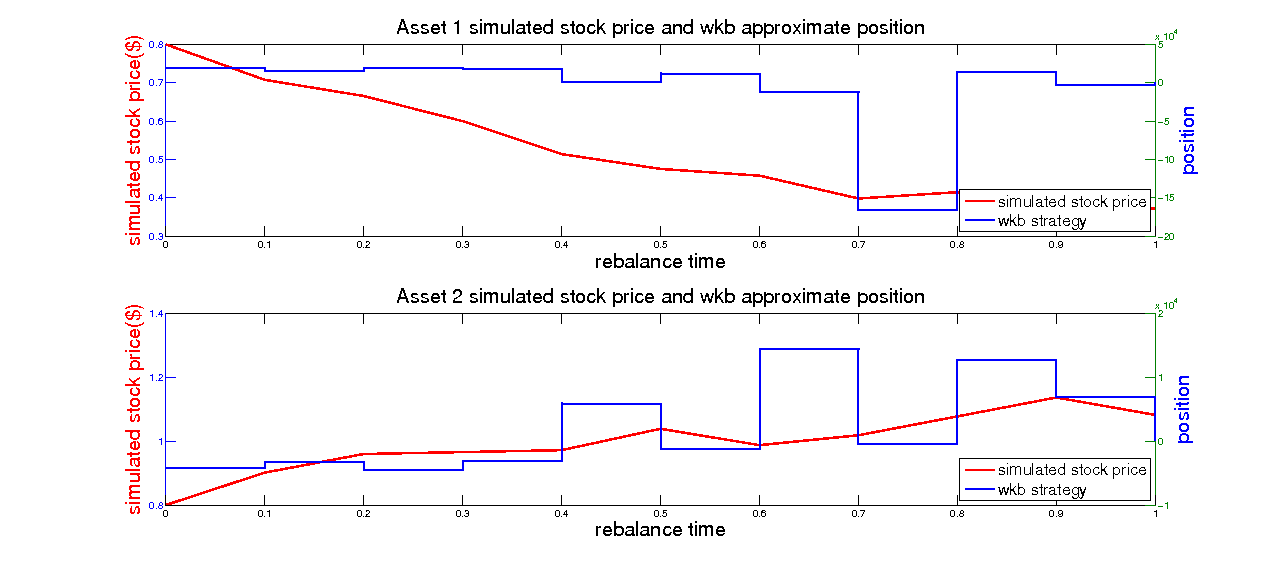 Asset 1 simulated stock price and wkb approximate position
x 10^4
simulated stock price($)
0.8
0.7
0.6
0.5
0.4
0.3
5
0
-5
-10
-15
-20
position
simulated stock price
wkb strategy
0 0.1 0.2 0.3 0.4 0.5 0.6 0.7 0.8 0.9 1
rebalance time
Asset 2 simulated stock price and wkb approximate position
x 10^4
simulated stock price($)
1.4
1.2
1
0.8
2
1
0
-1
position
simulated stock price
wkb strategy
0 0.1 0.2 0.3 0.4 0.5 0.6 0.7 0.8 0.9 1
rebalance time